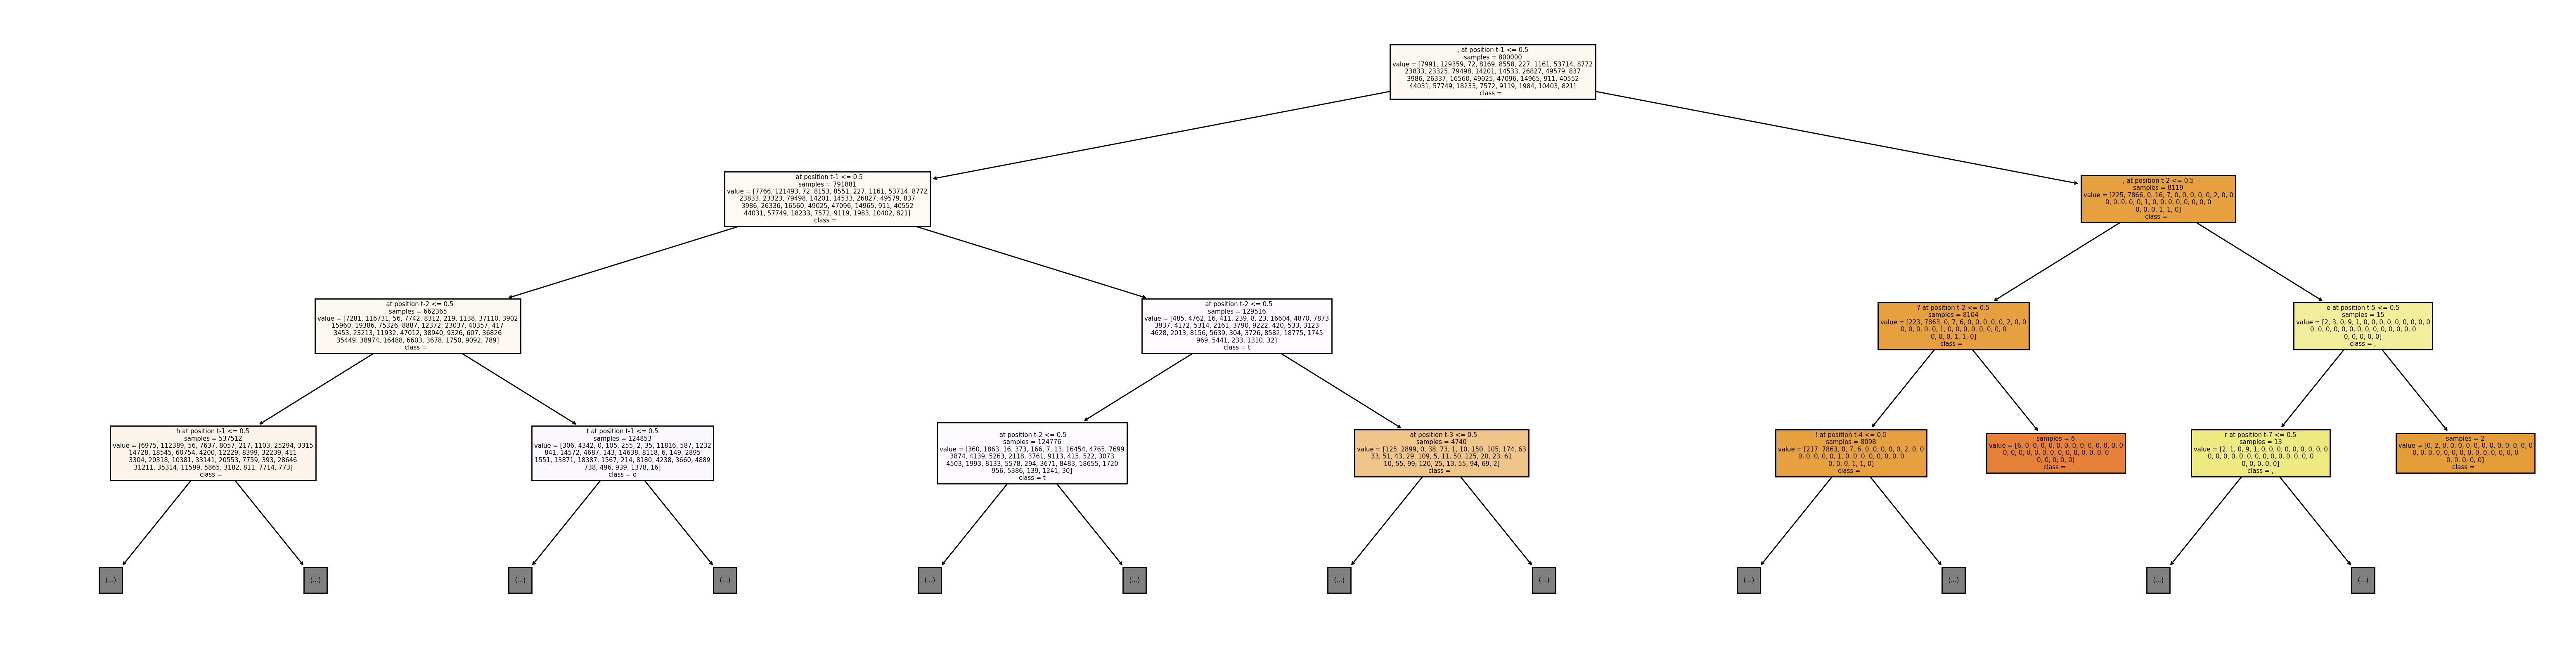 , at position t-1 <= 0.5
samples = 800000
value = [7991, 129359, 72, 8169, 8558, 227, 1161, 53714, 8772
23833, 23325, 79498, 14201, 14533, 26827, 49579, 837
3986, 26337, 16560, 49025, 47096, 14965, 911, 40552
44031, 57749, 18233, 7572, 9119, 1984, 10403, 821]
class =
at position t-1 <= 0.5
samples = 791881
value = [7766, 121493, 72, 8153, 8551, 227, 1161, 53714, 8772
23833, 23323, 79498, 14201, 14533, 26827, 49579, 837
3986, 26336, 16560, 49025, 47096, 14965, 911, 40552
44031, 57749, 18233, 7572, 9119, 1983, 10402, 821]
class =
, at position t-2 <= 0.5
samples = 8119
value = [225, 7866, 0, 16, 7, 0, 0, 0, 0, 0, 2, 0, 0
0, 0, 0, 0, 0, 1, 0, 0, 0, 0, 0, 0, 0, 0
0, 0, 0, 1, 1, 0]
class =
at position t-2 <= 0.5
samples = 662365
value = [7281, 116731, 56, 7742, 8312, 219, 1138, 37110, 3902
15960, 19386, 75326, 8887, 12372, 23037, 40357, 417
3453, 23213, 11932, 47012, 38940, 9326, 607, 36826
35449, 38974, 16488, 6603, 3678, 1750, 9092, 789]
class =
at position t-2 <= 0.5
samples = 129516
value = [485, 4762, 16, 411, 239, 8, 23, 16604, 4870, 7873
3937, 4172, 5314, 2161, 3790, 9222, 420, 533, 3123
4628, 2013, 8156, 5639, 304, 3726, 8582, 18775, 1745
969, 5441, 233, 1310, 32]
class = t
? at position t-2 <= 0.5
samples = 8104
value = [223, 7863, 0, 7, 6, 0, 0, 0, 0, 0, 2, 0, 0
0, 0, 0, 0, 0, 1, 0, 0, 0, 0, 0, 0, 0, 0
0, 0, 0, 1, 1, 0]
class =
e at position t-5 <= 0.5
samples = 15
value = [2, 3, 0, 9, 1, 0, 0, 0, 0, 0, 0, 0, 0, 0
0, 0, 0, 0, 0, 0, 0, 0, 0, 0, 0, 0, 0, 0
0, 0, 0, 0, 0]
class = ,
h at position t-1 <= 0.5
samples = 537512
value = [6975, 112389, 56, 7637, 8057, 217, 1103, 25294, 3315
14728, 18545, 60754, 4200, 12229, 8399, 32239, 411
3304, 20318, 10381, 33141, 20553, 7759, 393, 28646
31211, 35314, 11599, 5865, 3182, 811, 7714, 773]
class =
t at position t-1 <= 0.5
samples = 124853
value = [306, 4342, 0, 105, 255, 2, 35, 11816, 587, 1232
841, 14572, 4687, 143, 14638, 8118, 6, 149, 2895
1551, 13871, 18387, 1567, 214, 8180, 4238, 3660, 4889
738, 496, 939, 1378, 16]
class = o
at position t-2 <= 0.5
samples = 124776
value = [360, 1863, 16, 373, 166, 7, 13, 16454, 4765, 7699
3874, 4139, 5263, 2118, 3761, 9113, 415, 522, 3073
4503, 1993, 8133, 5578, 294, 3671, 8483, 18655, 1720
956, 5386, 139, 1241, 30]
class = t
at position t-3 <= 0.5
samples = 4740
value = [125, 2899, 0, 38, 73, 1, 10, 150, 105, 174, 63
33, 51, 43, 29, 109, 5, 11, 50, 125, 20, 23, 61
10, 55, 99, 120, 25, 13, 55, 94, 69, 2]
class =
! at position t-4 <= 0.5
samples = 8098
value = [217, 7863, 0, 7, 6, 0, 0, 0, 0, 0, 2, 0, 0
0, 0, 0, 0, 0, 1, 0, 0, 0, 0, 0, 0, 0, 0
0, 0, 0, 1, 1, 0]
class =
samples = 6
value = [6, 0, 0, 0, 0, 0, 0, 0, 0, 0, 0, 0, 0, 0
0, 0, 0, 0, 0, 0, 0, 0, 0, 0, 0, 0, 0, 0
0, 0, 0, 0, 0]
class =
r at position t-7 <= 0.5
samples = 13
value = [2, 1, 0, 9, 1, 0, 0, 0, 0, 0, 0, 0, 0, 0
0, 0, 0, 0, 0, 0, 0, 0, 0, 0, 0, 0, 0, 0
0, 0, 0, 0, 0]
class = ,
samples = 2
value = [0, 2, 0, 0, 0, 0, 0, 0, 0, 0, 0, 0, 0, 0
0, 0, 0, 0, 0, 0, 0, 0, 0, 0, 0, 0, 0, 0
0, 0, 0, 0, 0]
class =
(...)
(...)
(...)
(...)
(...)
(...)
(...)
(...)
(...)
(...)
(...)
(...)